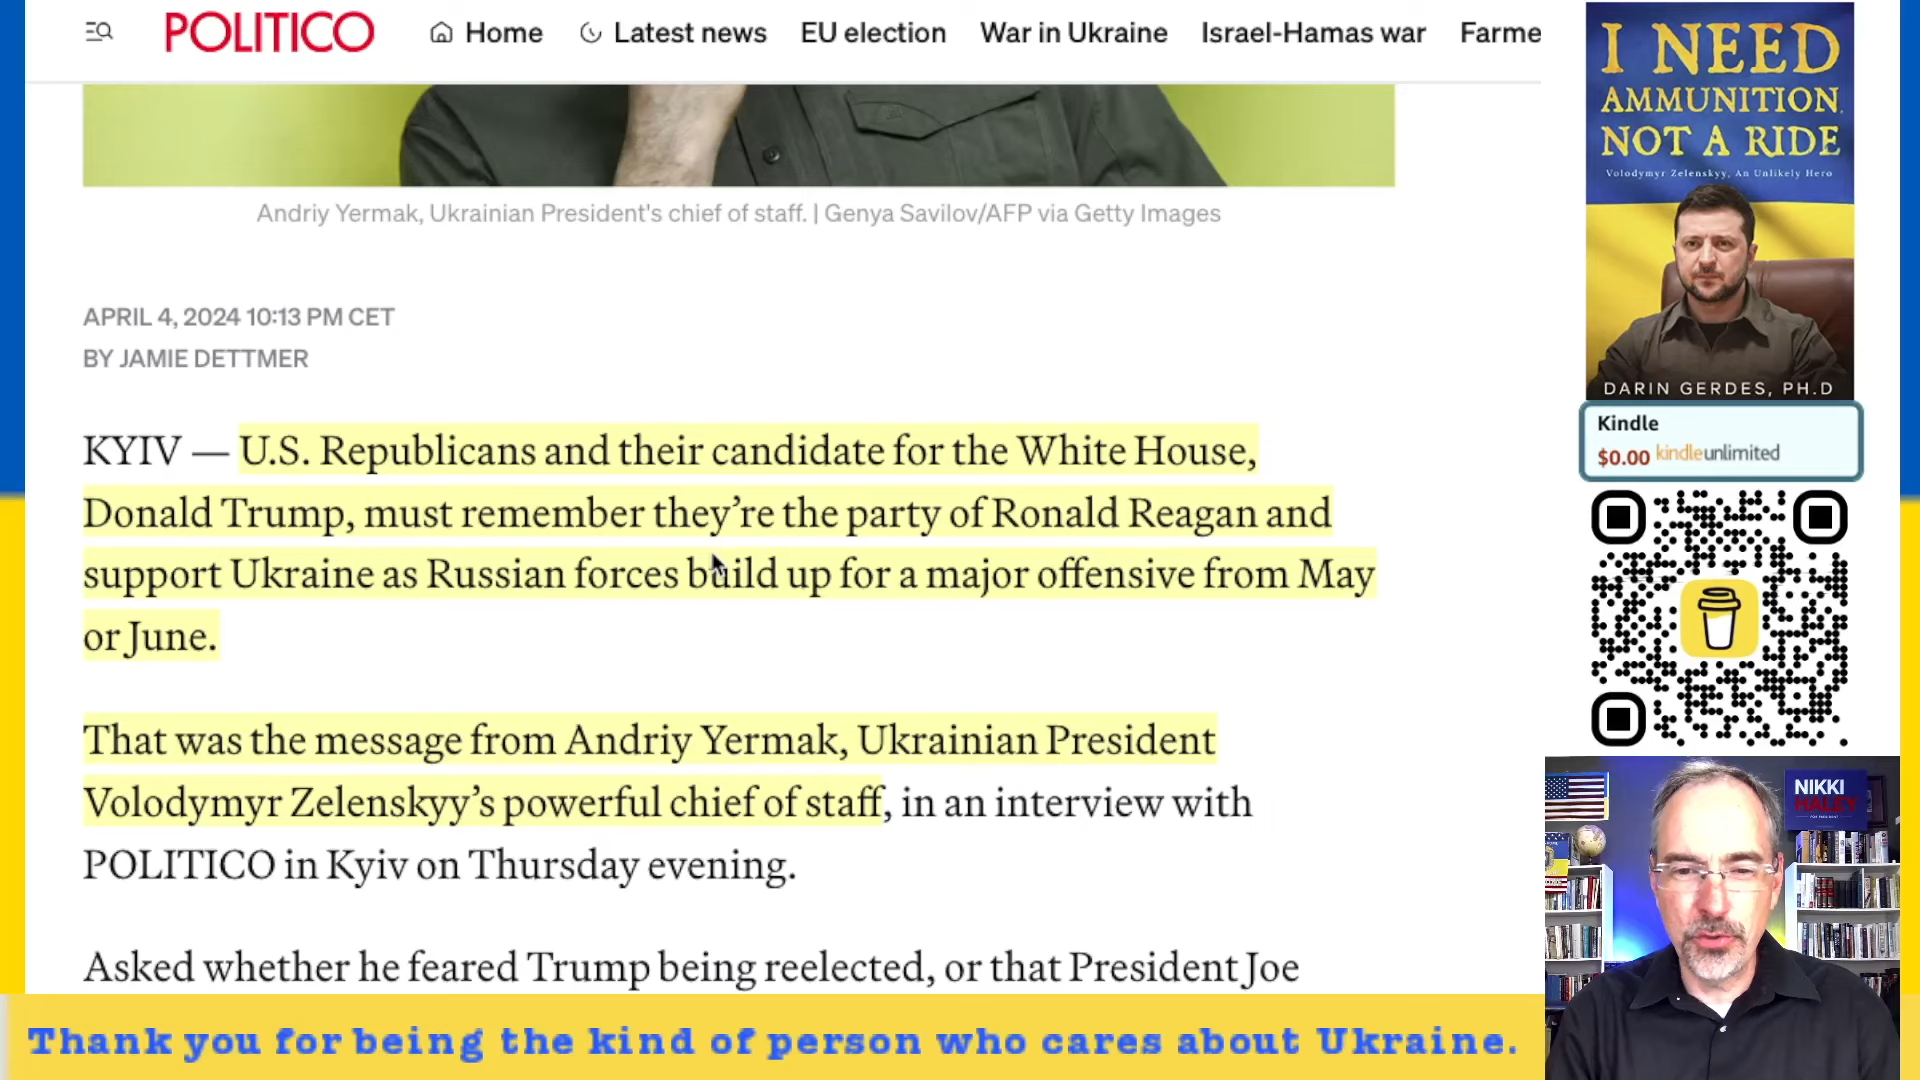 POLITICO
Home
Latest news
EU election
War in Ukraine
Israel-Hamas war
Farme
Andriy Yermak, Ukrainian President's chief of staff. | Genya Savilov/AFP via Getty Images
APRIL 4, 2024 10:13 PM CET
BY JAMIE DETTMER
KYIV — U.S. Republicans and their candidate for the White House,
Donald Trump, must remember they’re the party of Ronald Reagan and
support Ukraine as Russian forces build up for a major offensive from May
or June.
That was the message from Andriy Yermak, Ukrainian President
Volodymyr Zelenskyy’s powerful chief of staff, in an interview with
POLITICO in Kyiv on Thursday evening.
Asked whether he feared Trump being reelected, or that President Joe
I NEED
AMMUNITION,
NOT A RIDE
Volodymyr Zelenskyy, An Unlikely Hero
DARIN GERDES, PH.D
Kindle
$0.00 kindleunlimited
NIKKI
HALEY
FOR PRESIDENT
Thank you for being the kind of person who cares about Ukraine.